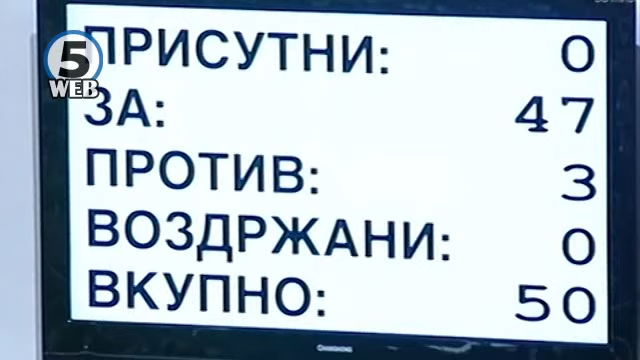 5
WEB
ПРИСУТНИ: 0
ЗА: 47
ПРОТИВ: 3
ВОЗДРЖАНИ: 0
ВКУПНО: 50